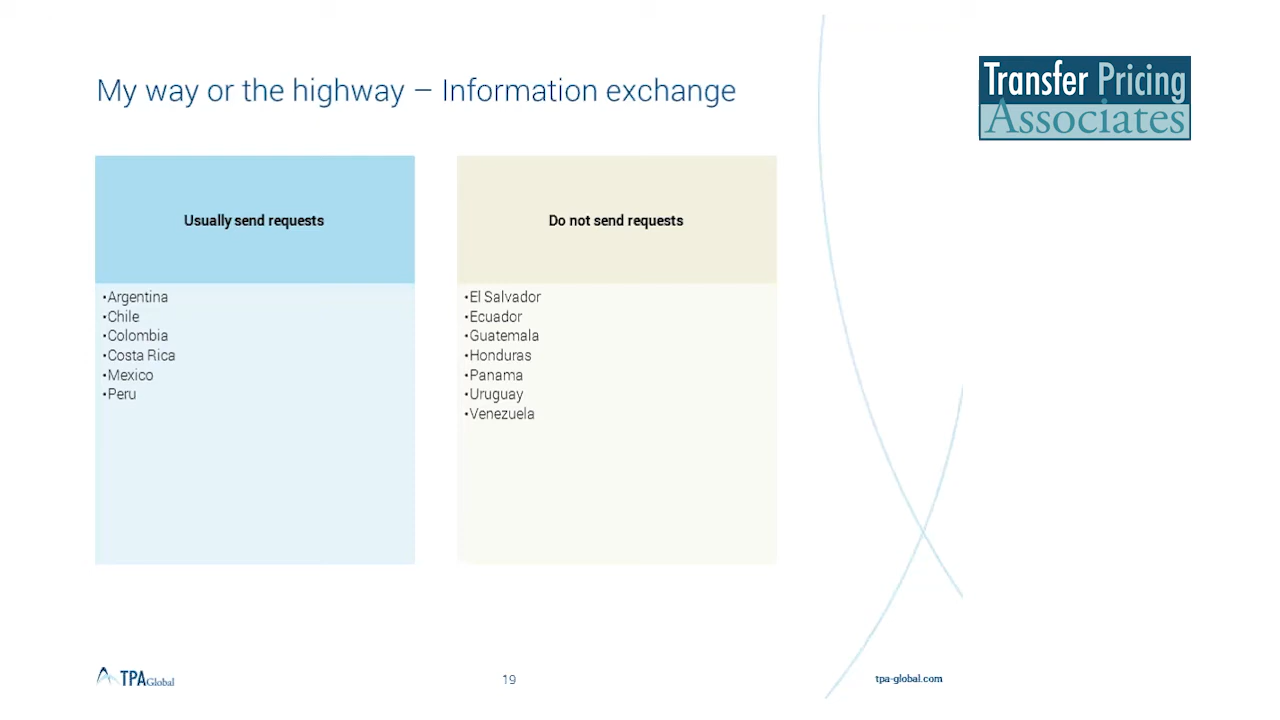 My way or the highway – Information exchange
Transfer Pricing
Associates
Usually send requests
•Argentina
•Chile
•Colombia
•Costa Rica
•Mexico
•Peru
Do not send requests
•El Salvador
•Ecuador
•Guatemala
•Honduras
•Panama
•Uruguay
•Venezuela
TPA Global
19
tpa-global.com